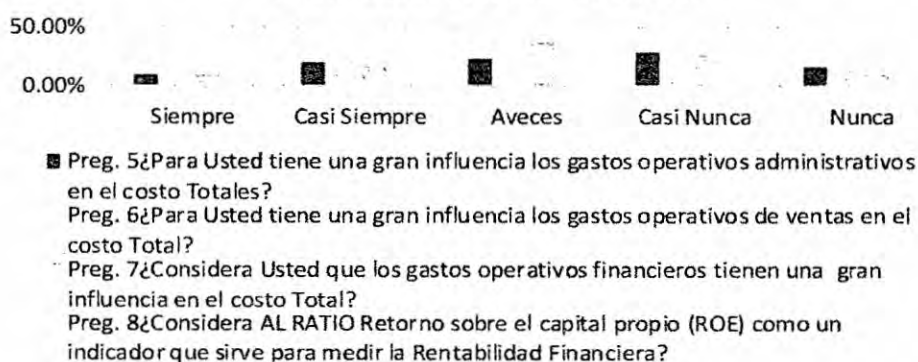 50.00%
0.00%
Siempre Casi Siempre Aveces Casi Nunca Nunca
Preg. 5¿Para Usted tiene una gran influencia los gastos operativos administrativos
en el costo Totales?
Preg. 6¿Para Usted tiene una gran influencia los gastos operativos de ventas en el
costo Total?
Preg. 7¿Considera Usted que los gastos operativos financieros tienen una gran
influencia en el costo Total?
Preg. 8¿Considera AL RATIO Retorno sobre el capital propio (ROE) como un
indicador que sirve para medir la Rentabilidad Financiera?